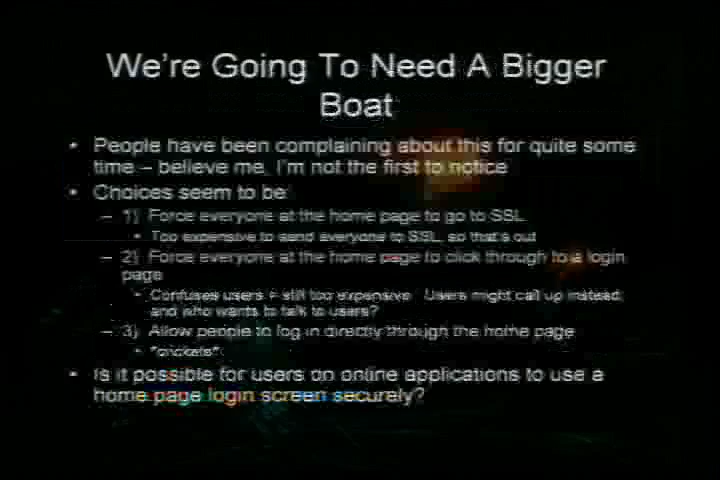 We're Going To Need A Bigger
Boat
• People have been complaining about this for quite some
time – believe me, I'm not the first to notice
• Choices seem to be:
– 1) Force everyone at the home page to go to SSL
• Too expensive to send everyone to SSL, so that's out
– 2) Force everyone at the home page to click through to a login
page
• Confuses users + still too expensive. Users might call up instead,
and who wants to talk to users?
– 3) Allow people to log in directly through the home page
• *crickets*
• Is it possible for users on online applications to use a
home page login screen securely?